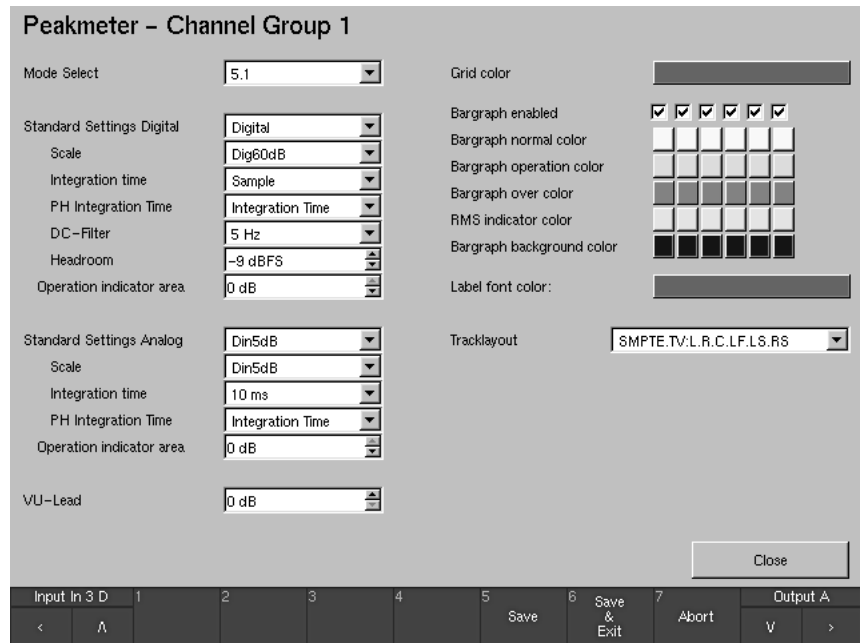 Peakmeter – Channel Group 1
Mode Select 5.1
Standard Settings Digital Digital
Scale Dig60dB
Integration time Sample
PH Integration Time Integration Time
DC–Filter 5 Hz
Headroom –9 dBFS
Operation indicator area 0 dB
Standard Settings Analog Din5dB
Scale Din5dB
Integration time 10 ms
PH Integration Time Integration Time
Operation indicator area 0 dB
VU–Lead 0 dB
Grid color
Bargraph enabled
Bargraph normal color
Bargraph operation color
Bargraph over color
RMS indicator color
Bargraph background color
Label font color:
Tracklayout SMPTE.TV:L.R.C.LF.LS.RS
Close
Input In 3 D 1 2 3 4 5 Save 6 Save & Exit 7 Abort Output A
< Λ V >